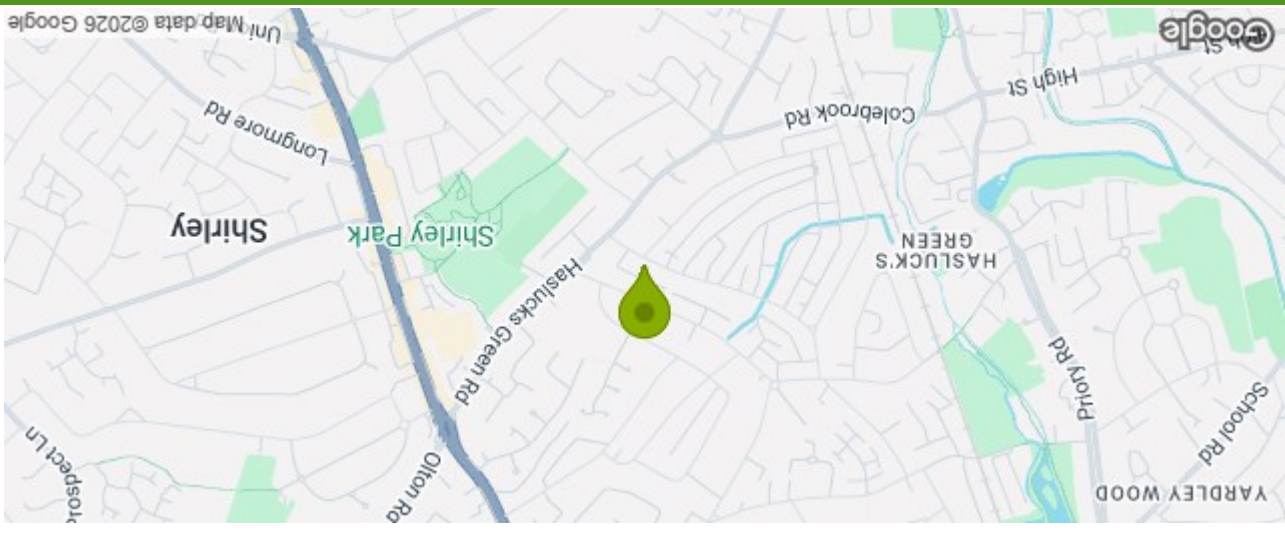 YARDLEY WOOD
School Rd
Priory Rd
HASLUCK'S
GREEN
Colebrook Rd
High St
Haslucks Green Rd
Olton Rd
Shirley Park
Shirley
Longmore Rd
Google
Map data ©2026 Google